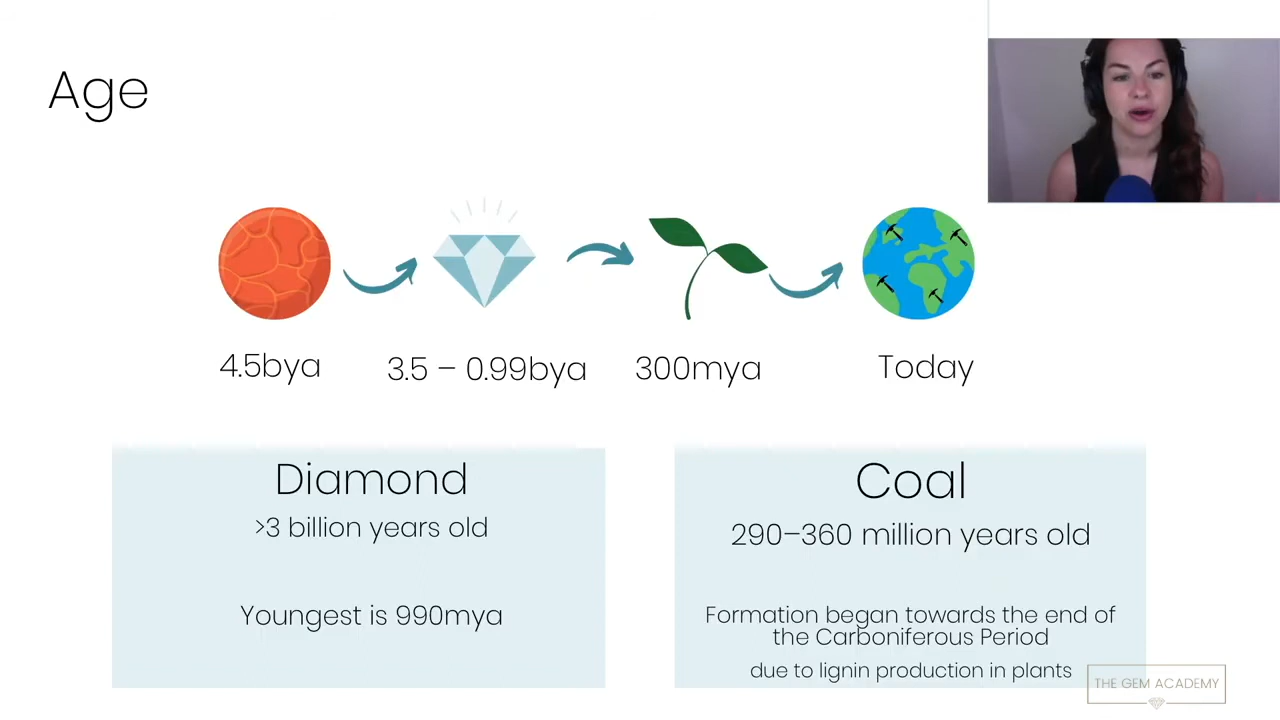 Age
4.5bya
3.5 – 0.99bya
300mya
Today
Diamond
>3 billion years old
Youngest is 990mya
Coal
290–360 million years old
Formation began towards the end of
the Carboniferous Period
due to lignin production in plants
THE GEM ACADEMY